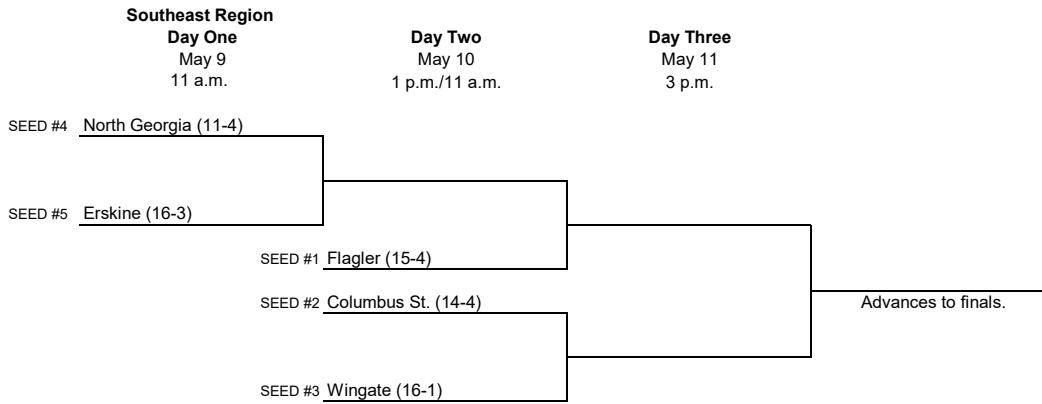 Southeast Region
Day One
Day Two
Day Three
May 9
May 10
May 11
11 a.m.
1 p.m./11 a.m.
3 p.m.
SEED #4 North Georgia (11-4)
SEED #5 Erskine (16-3)
SEED #1 Flagler (15-4)
SEED #2 Columbus St. (14-4)
Advances to finals.
SEED #3 Wingate (16-1)